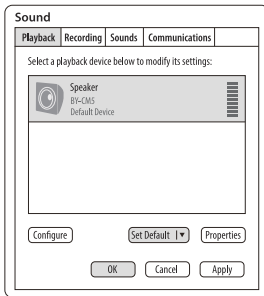 Sound
Playback Recording Sounds Communications
Select a playback device below to modify its settings:
Speaker
BY-CM5
Default Device
Configure Set Default Properties
OK Cancel Apply